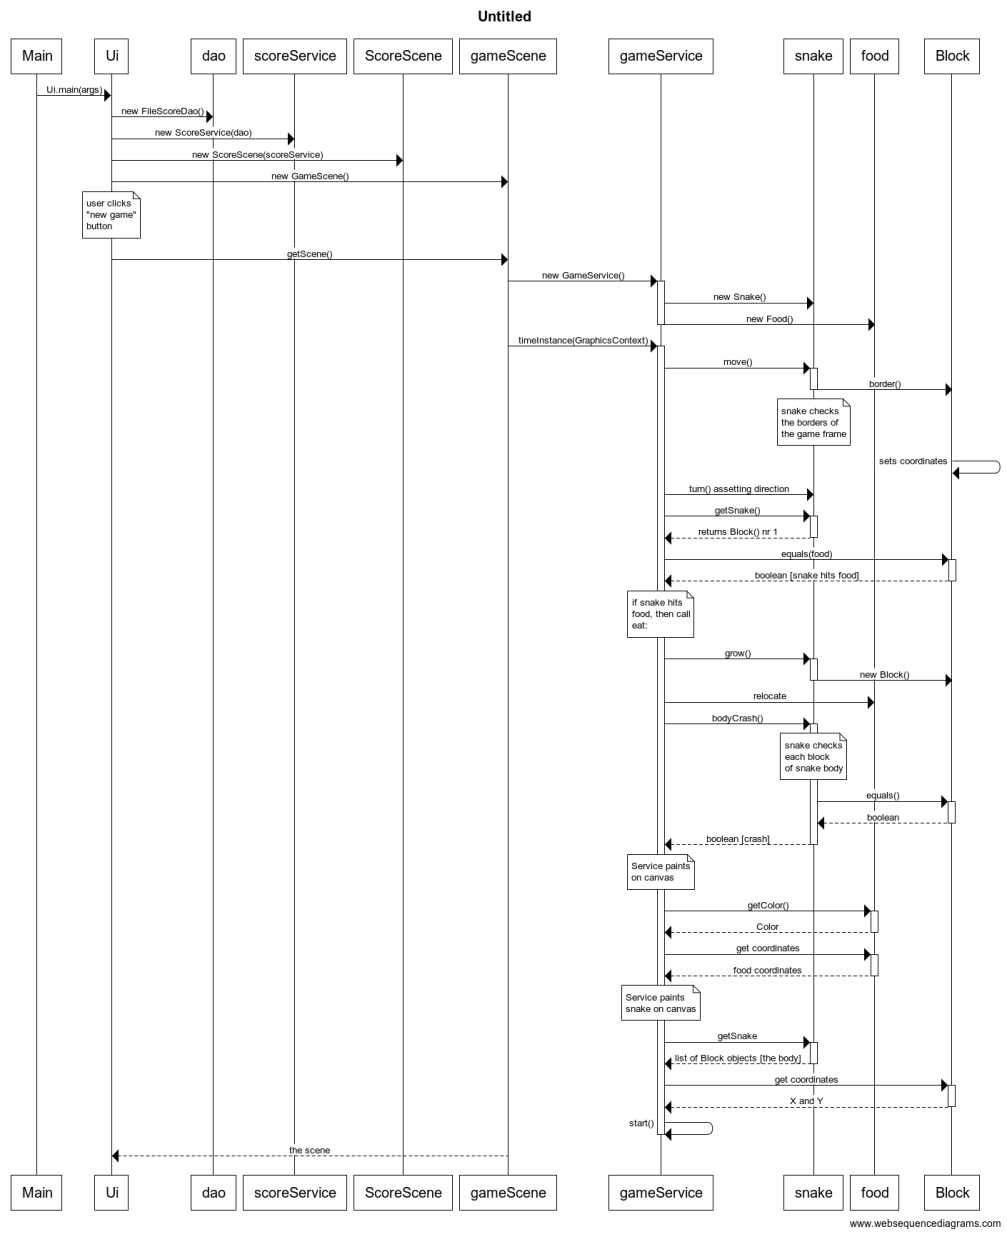 Untitled
Main
Ui
dao
scoreService
ScoreScene
gameScene
gameService
snake
food
Block
Ui.main(args)
new FileScoreDao()
new ScoreService(dao)
new ScoreScene(scoreService)
new GameScene()
user clicks
"new game"
button
getScene()
new GameService()
new Snake()
new Food()
timeInstance(GraphicsContext)
move()
border()
snake checks
the borders of
the game frame
sets coordinates
turn() assetting direction
getSnake()
returns Block() nr 1
equals(food)
boolean [snake hits food]
if snake hits
food, then call
eat:
grow()
new Block()
relocate
bodyCrash()
snake checks
each block
of snake body
equals()
boolean
boolean [crash]
Service paints
on canvas
getColor()
Color
get coordinates
food coordinates
Service paints
snake on canvas
getSnake
list of Block objects [the body]
get coordinates
X and Y
start()
the scene
Main
Ui
dao
scoreService
ScoreScene
gameScene
gameService
snake
food
Block
www.websequencediagrams.com